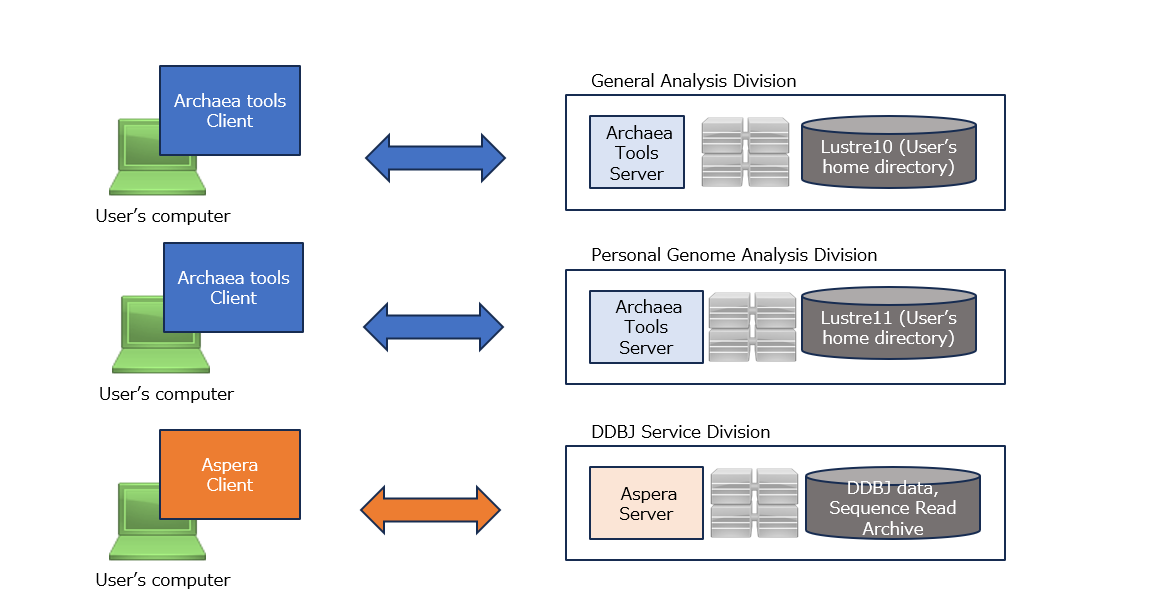 General Analysis Division
Archaea tools
Client
Archaea
Tools
Server
Lustre10 (User’s
home directory)
User’s computer
Personal Genome Analysis Division
Archaea tools
Client
Archaea
Tools
Server
Lustre11 (User’s
home directory)
User’s computer
DDBJ Service Division
Aspera
Client
Aspera
Server
DDBJ data,
Sequence Read
Archive
User’s computer